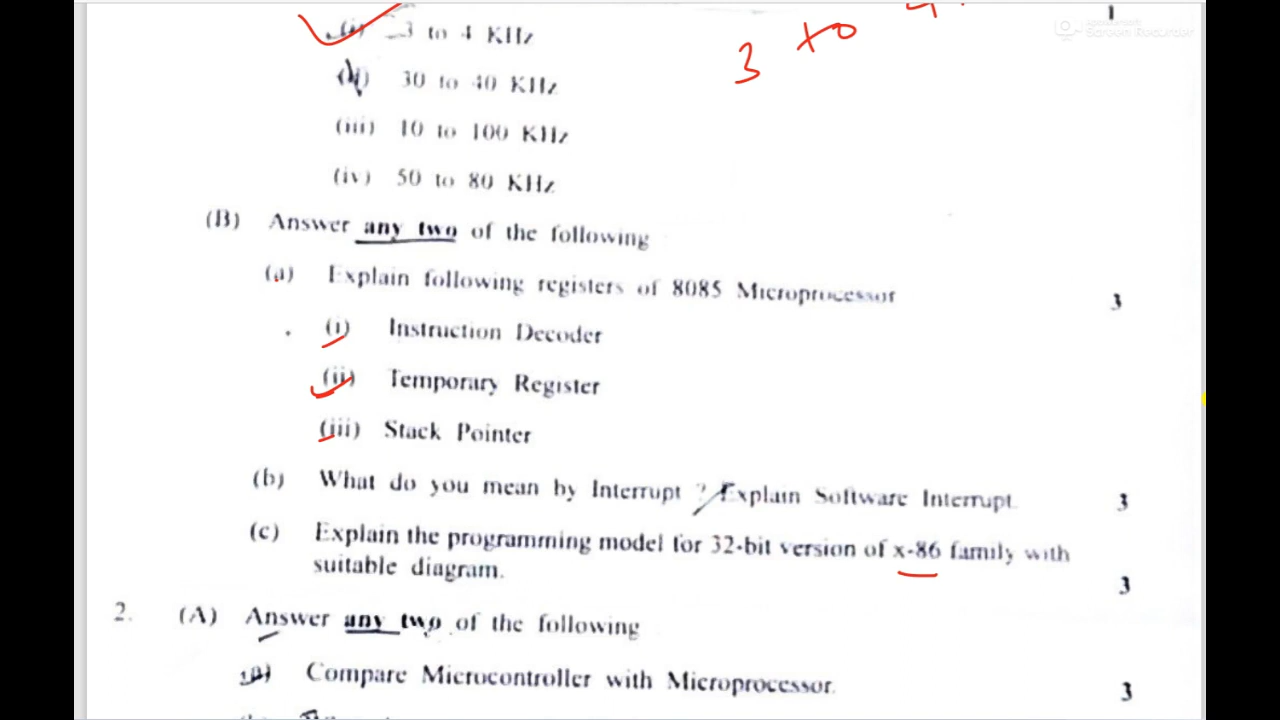 3 to
1
(i) 3 to 4 KHz
(ii) 30 to 40 KHz
(iii) 10 to 100 KHz
(iv) 50 to 80 KHz
(B) Answer any two of the following
(a) Explain following registers of 8085 Microprocessor 3
(i) Instruction Decoder
(ii) Temporary Register
(iii) Stack Pointer
(b) What do you mean by Interrupt ? Explain Software Interrupt. 3
(c) Explain the programming model for 32-bit version of x-86 family with
suitable diagram. 3
2. (A) Answer any two of the following
(a) Compare Microcontroller with Microprocessor. 3
Screen Recorder